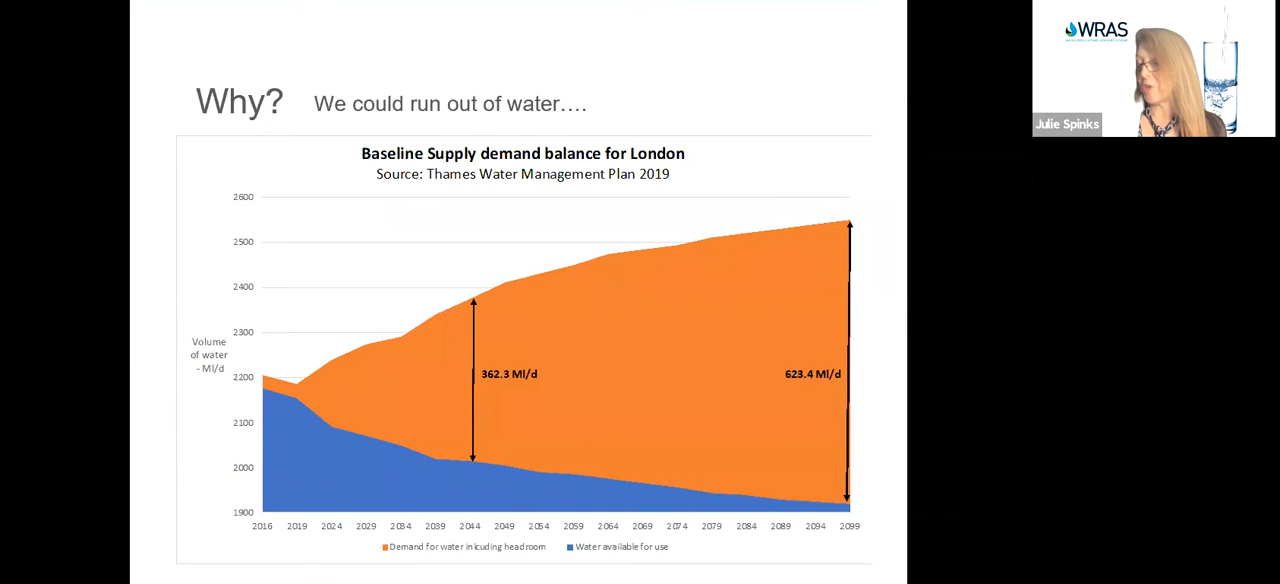 Why? We could run out of water....
Baseline Supply demand balance for London
Source: Thames Water Management Plan 2019
2600
2500
2400
2300
2200
2100
2000
1900
Volume
of water
- Ml/d
362.3 Ml/d
623.4 Ml/d
2016 2019 2024 2029 2034 2039 2044 2049 2054 2059 2064 2069 2074 2079 2084 2089 2094 2099
Demand for water inlcuding headroom Water available for use
WRAS
Julie Spinks